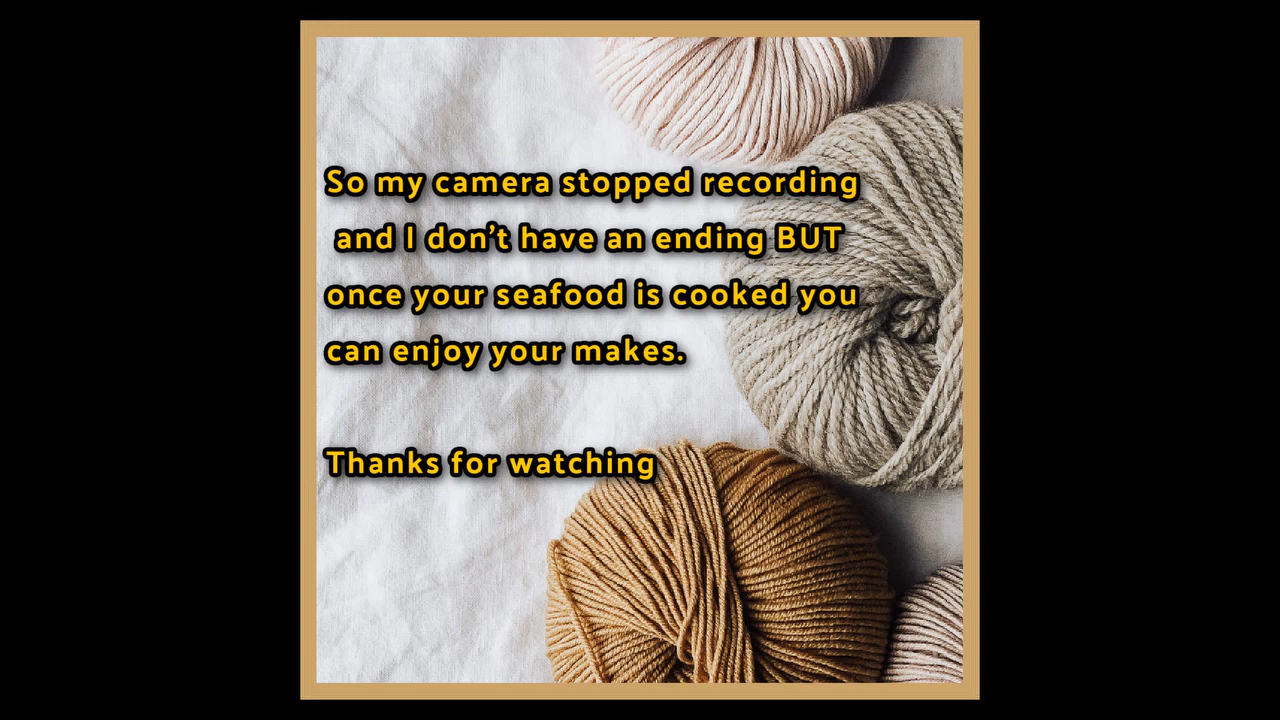 So my camera stopped recording
and I don’t have an ending BUT
once your seafood is cooked you
can enjoy your makes.
Thanks for watching